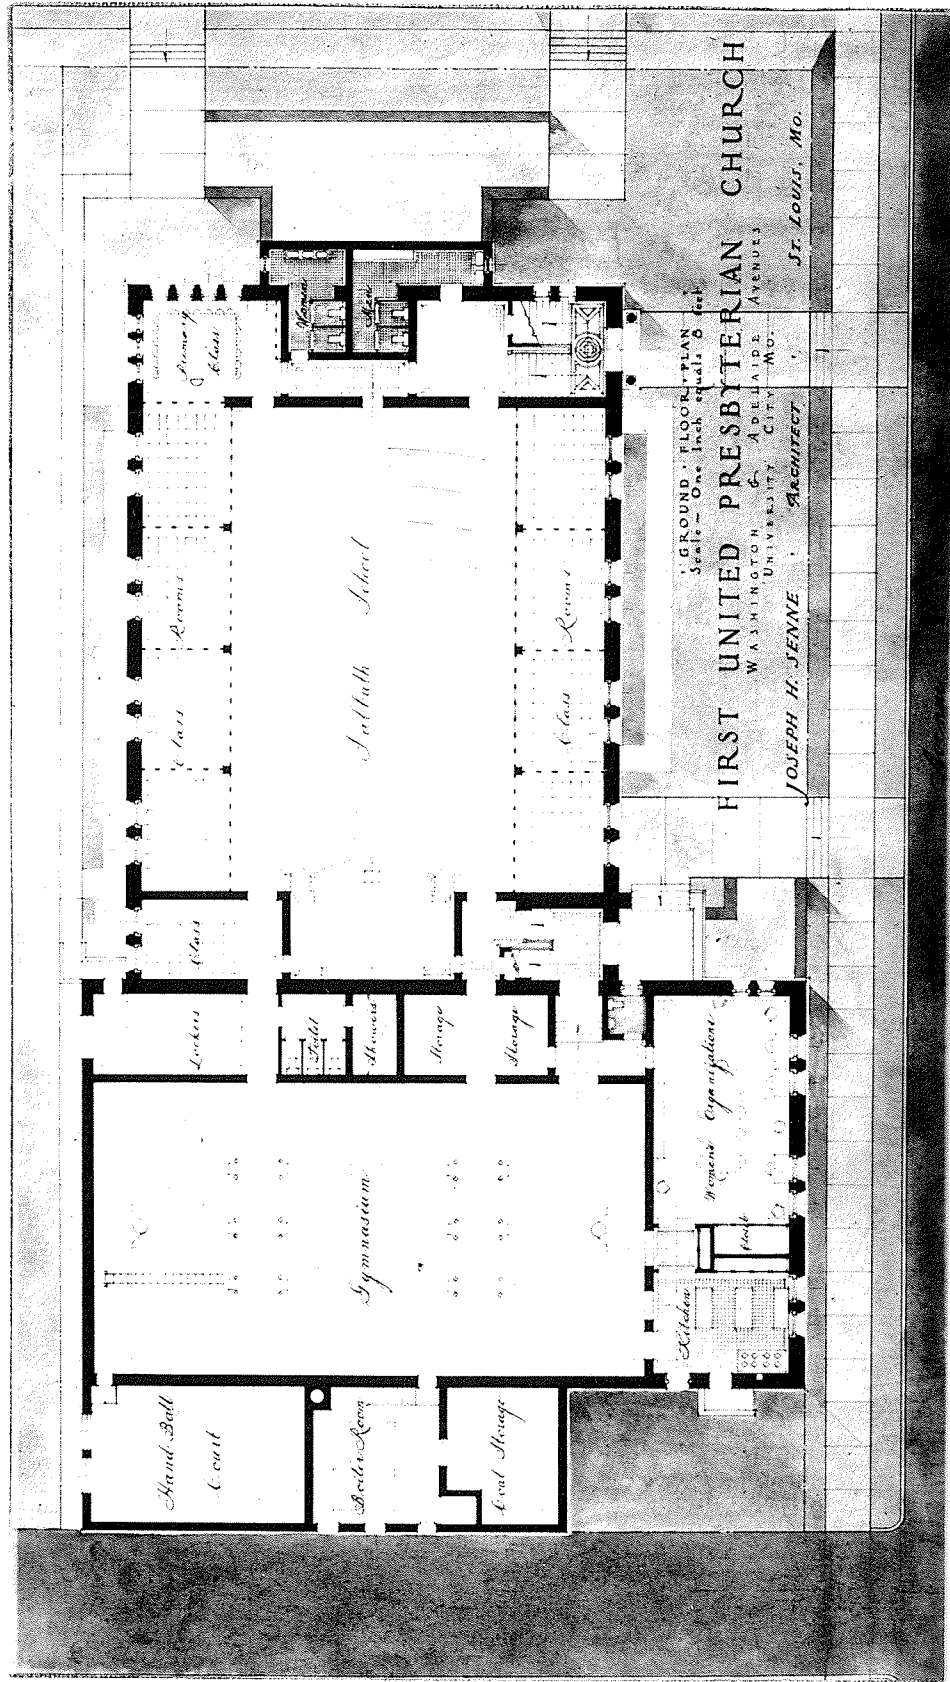 · GROUND · FLOOR · PLAN ·
Scale ~ One Inch equals 8 feet.
FIRST UNITED PRESBYTERIAN CHURCH
WASHINGTON & ADELAIDE AVENUES
UNIVERSITY CITY MO.
JOSEPH H. SENNE · ARCHITECT · ST. LOUIS, MO.
Primary
Class
Women
Men
Class Rooms
Sabbath School
Class Rooms
Class
Lockers
Toilet
Showers
Storage
Storage
Women's Organizations
Gymnasium
Kitchen
Hand-Ball
Court
Boiler Room
Coal Storage